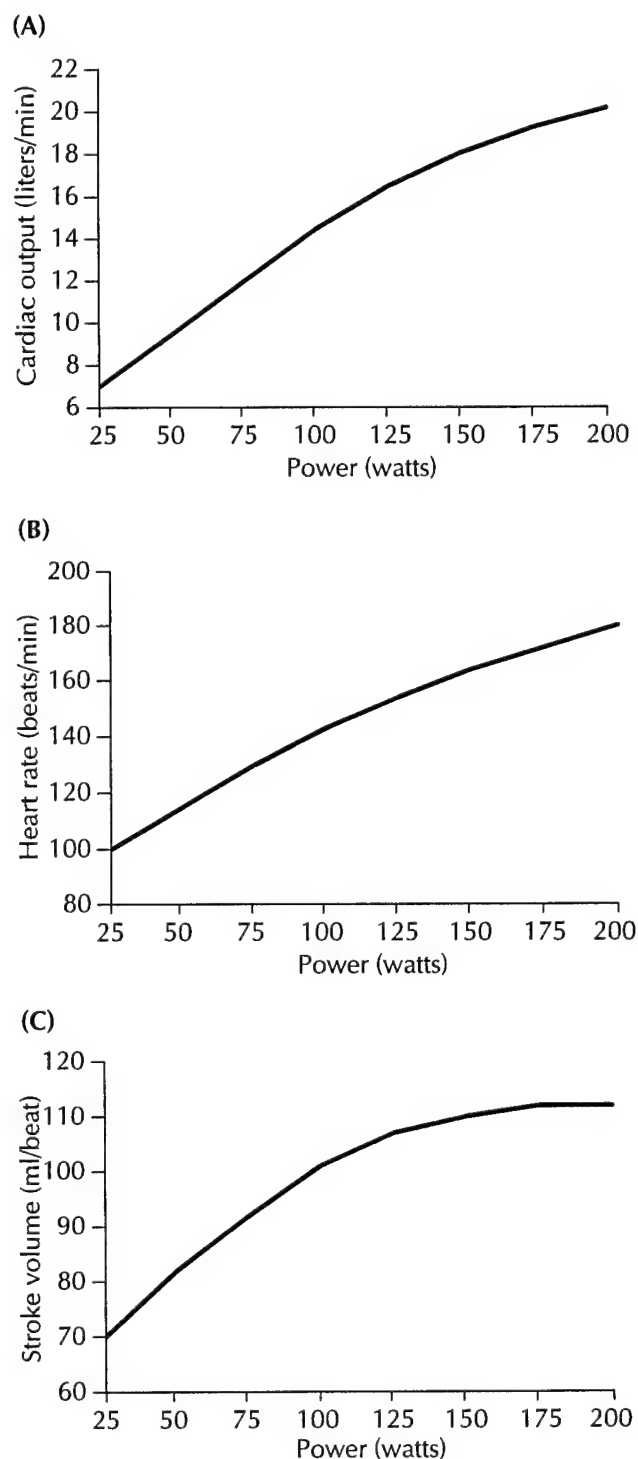 (A)
Cardiac output (liters/min)
22
20
18
16
14
12
10
8
6
25 50 75 100 125 150 175 200
Power (watts)
(B)
Heart rate (beats/min)
200
180
160
140
120
100
80
25 50 75 100 125 150 175 200
Power (watts)
(C)
Stroke volume (ml/beat)
120
110
100
90
80
70
60
25 50 75 100 125 150 175 200
Power (watts)